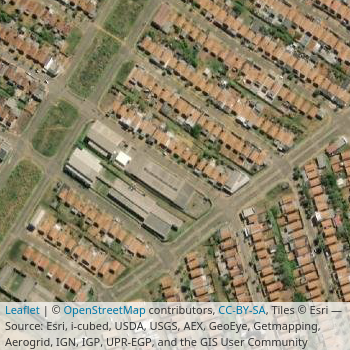 Leaflet | © OpenStreetMap contributors, CC-BY-SA, Tiles © Esri —
Source: Esri, i-cubed, USDA, USGS, AEX, GeoEye, Getmapping,
Aerogrid, IGN, IGP, UPR-EGP, and the GIS User Community